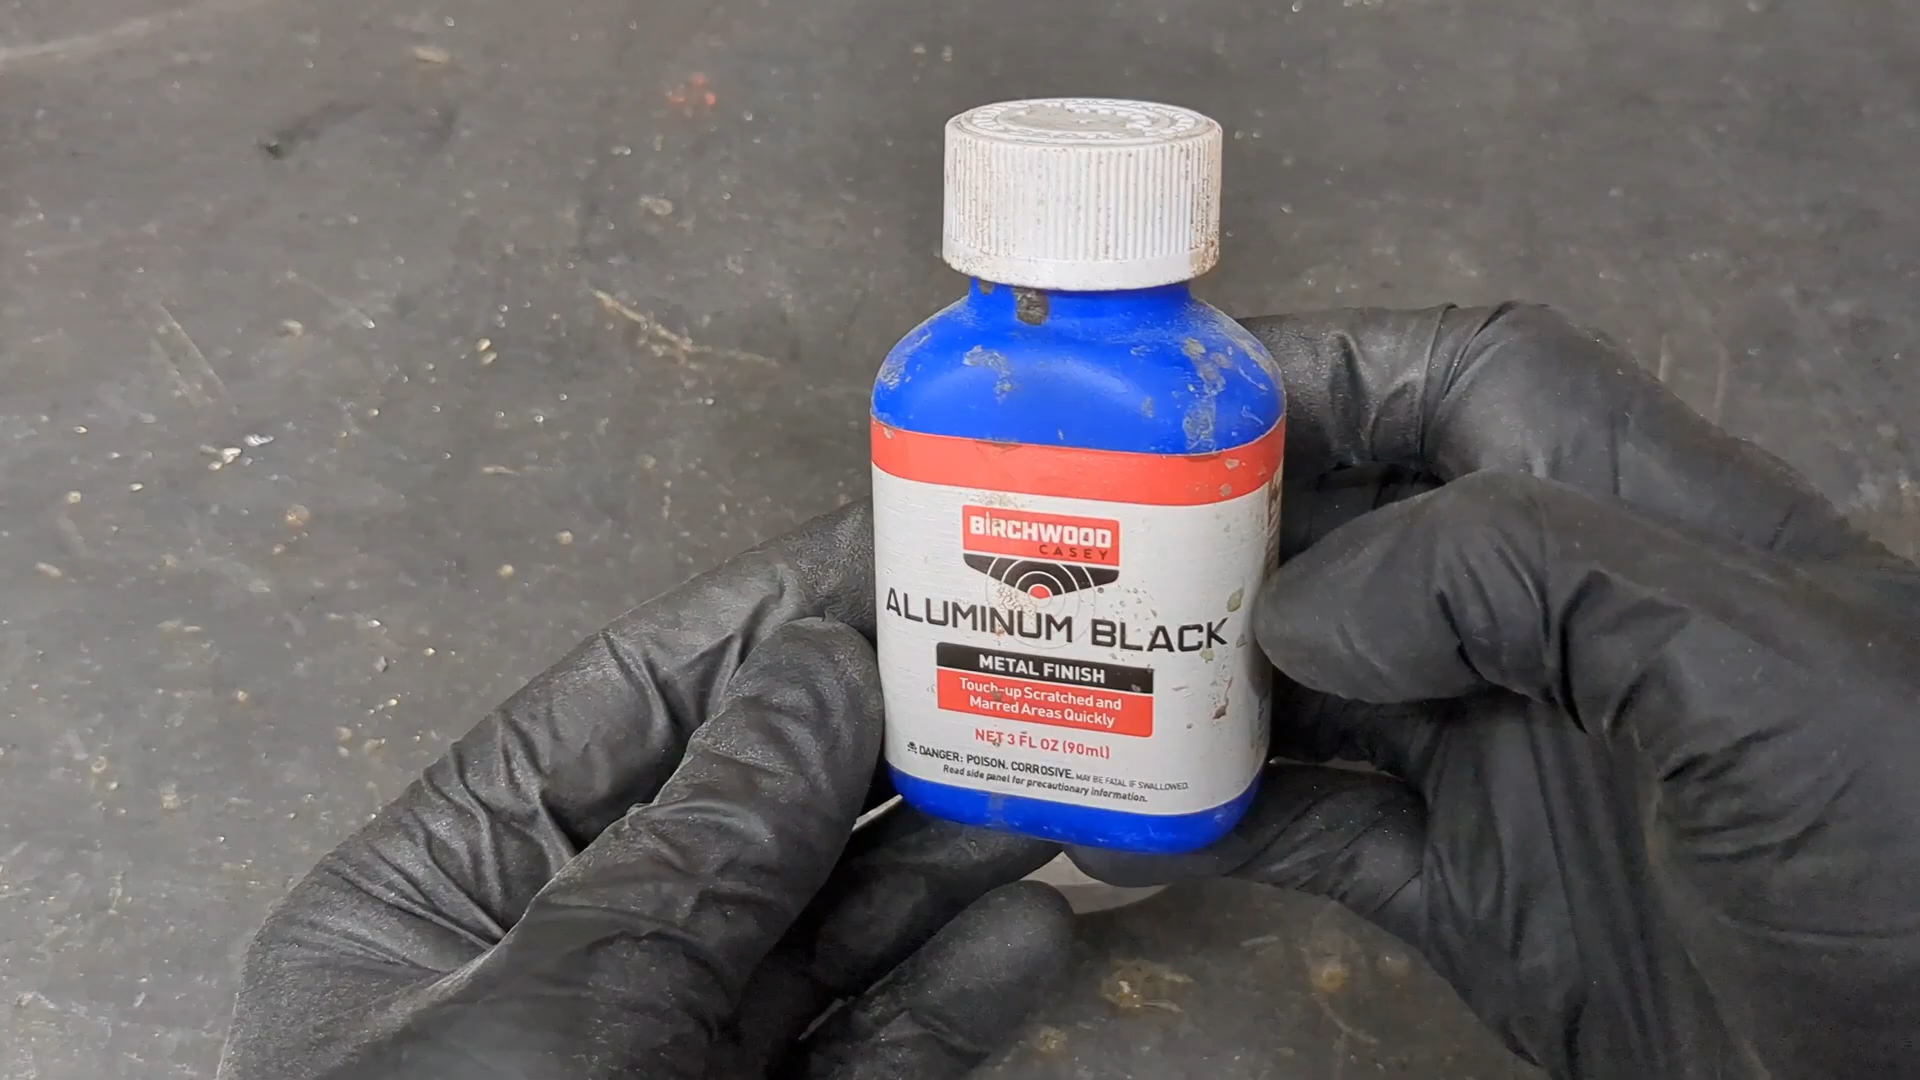 BIRCHWOOD
CASEY
ALUMINUM BLACK
METAL FINISH
Touch-up Scratched and
Marred Areas Quickly
NET 3 FL OZ (90ml)
DANGER: POISON. CORROSIVE. MAY BE FATAL IF SWALLOWED.
Read side panel for precautionary information.